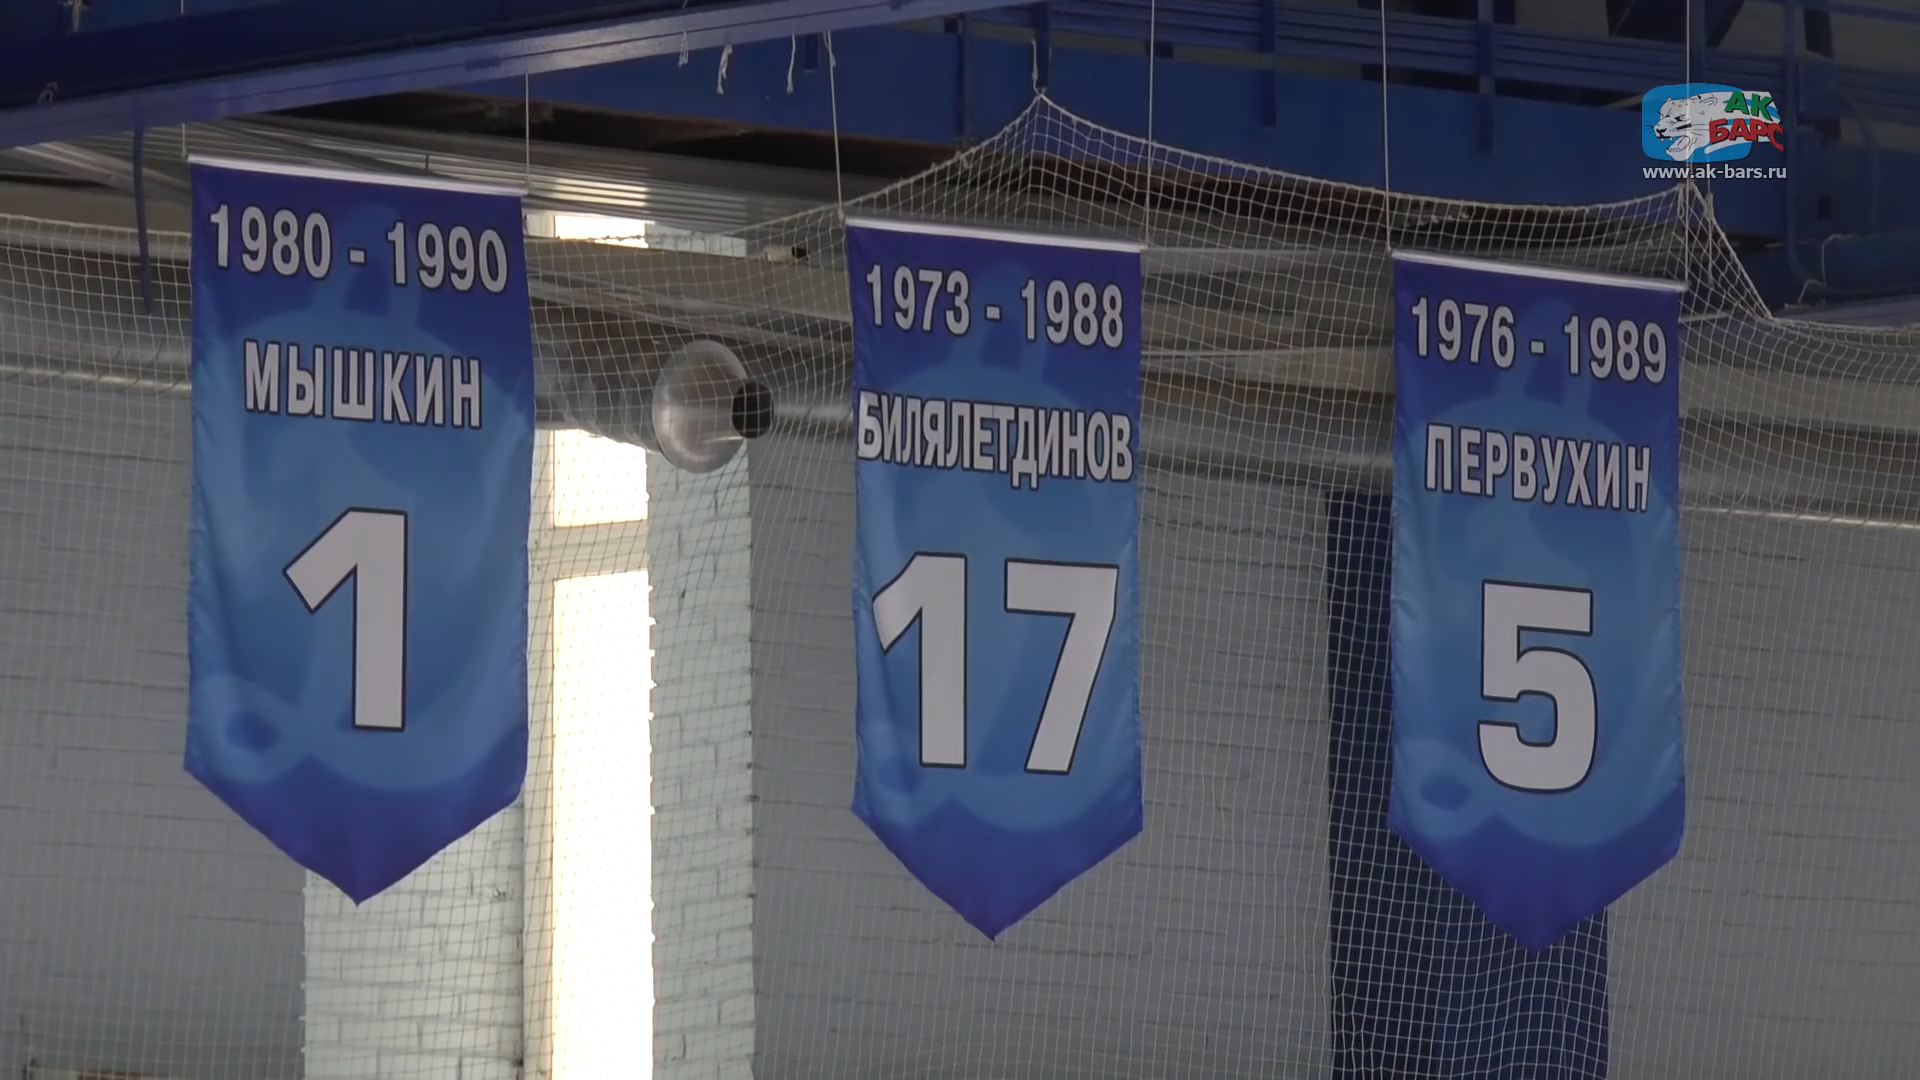 АК
БАРС
www.ak-bars.ru
1980 - 1990
МЫШКИН
1
1973 - 1988
БИЛЯЛЕТДИНОВ
17
1976 - 1989
ПЕРВУХИН
5